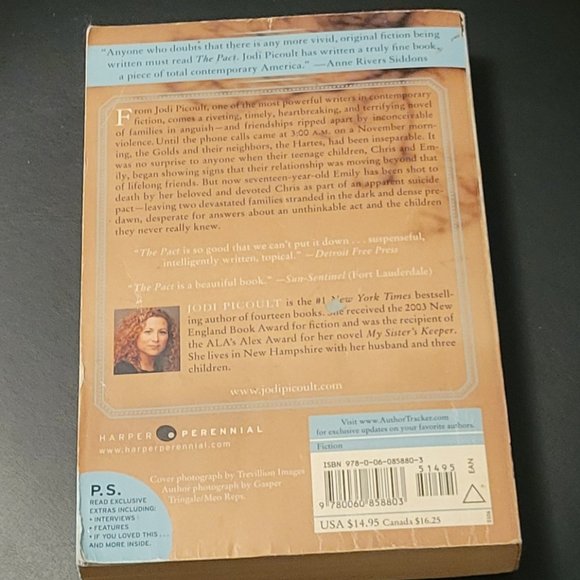 "Anyone who doubts that there is any more vivid, original fiction being
written must read The Pact. Jodi Picoult has written a truly fine book,
a piece of total contemporary America." —Anne Rivers Siddons
From Jodi Picoult, one of the most powerful writers in contemporary
fiction, comes a riveting, timely, heartbreaking, and terrifying novel
of families in anguish—and friendships ripped apart by inconceivable
violence. Until the phone calls came at 3:00 A.M. on a November morn-
ing, the Golds and their neighbors, the Hartes, had been inseparable. It
was no surprise to anyone when their teenage children, Chris and Em-
ily, began showing signs that their relationship was moving beyond that
of lifelong friends. But now seventeen-year-old Emily has been shot to
death by her beloved and devoted Chris as part of an apparent suicide
pact—leaving two devastated families stranded in the dark and dense pre-
dawn, desperate for answers about an unthinkable act and the children
they never really knew.
"The Pact is so good that we can't put it down . . . suspenseful,
intelligently written, topical." —Detroit Free Press
"The Pact is a beautiful book." —Sun-Sentinel (Fort Lauderdale)
JODI PICOULT is the #1 New York Times bestsell-
ing author of fourteen books. She received the 2003 New
England Book Award for fiction and was the recipient of
the ALA's Alex Award for her novel My Sister's Keeper.
She lives in New Hampshire with her husband and three
children.
www.jodipicoult.com
HARPER PERENNIAL
www.harperperennial.com
Visit www.AuthorTracker.com
for exclusive updates on your favorite authors.
Fiction
Cover photograph by Trevillion Images
Author photograph by Gasper
Tringale/Meo Reps.
P.S.
READ EXCLUSIVE
EXTRAS INCLUDING:
• INTERVIEWS
• FEATURES
• IF YOU LOVED THIS . . .
AND MORE INSIDE.
ISBN 978-0-06-085880-3
51495
EAN
9 780060 858803
USA $14.95 Canada $16.25